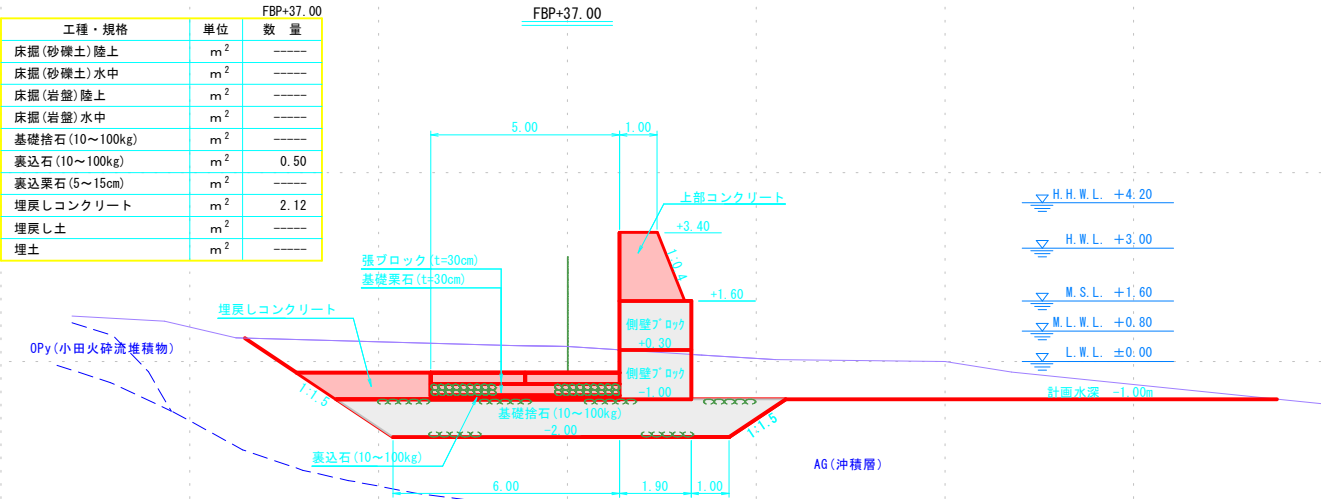 FBP+37.00
工種・規格 単位 数 量
床掘(砂礫土)陸上 m² -----
床掘(砂礫土)水中 m² -----
床掘(岩盤)陸上 m² -----
床掘(岩盤)水中 m² -----
基礎捨石(10～100kg) m² -----
裏込石(10～100kg) m² 0.50
裏込栗石(5～15cm) m² -----
埋戻しコンクリート m² 2.12
埋戻し土 m² -----
埋土 m² -----
FBP+37.00
5.00
1.00
上部コンクリート
+3.40
1:0.4
+1.60
張ブロック(t=30cm)
基礎栗石(t=30cm)
埋戻しコンクリート
側壁ブロック
+0.30
側壁ブロック
-1.00
OPy(小田火砕流堆積物)
1:1.5
基礎捨石(10～100kg)
-2.00
1:1.5
裏込石(10～100kg)
6.00
1.90
1.00
H.H.W.L. +4.20
H.W.L. +3.00
M.S.L. +1.60
M.L.W.L. +0.80
L.W.L. ±0.00
計画水深 -1.00m
AG(沖積層)